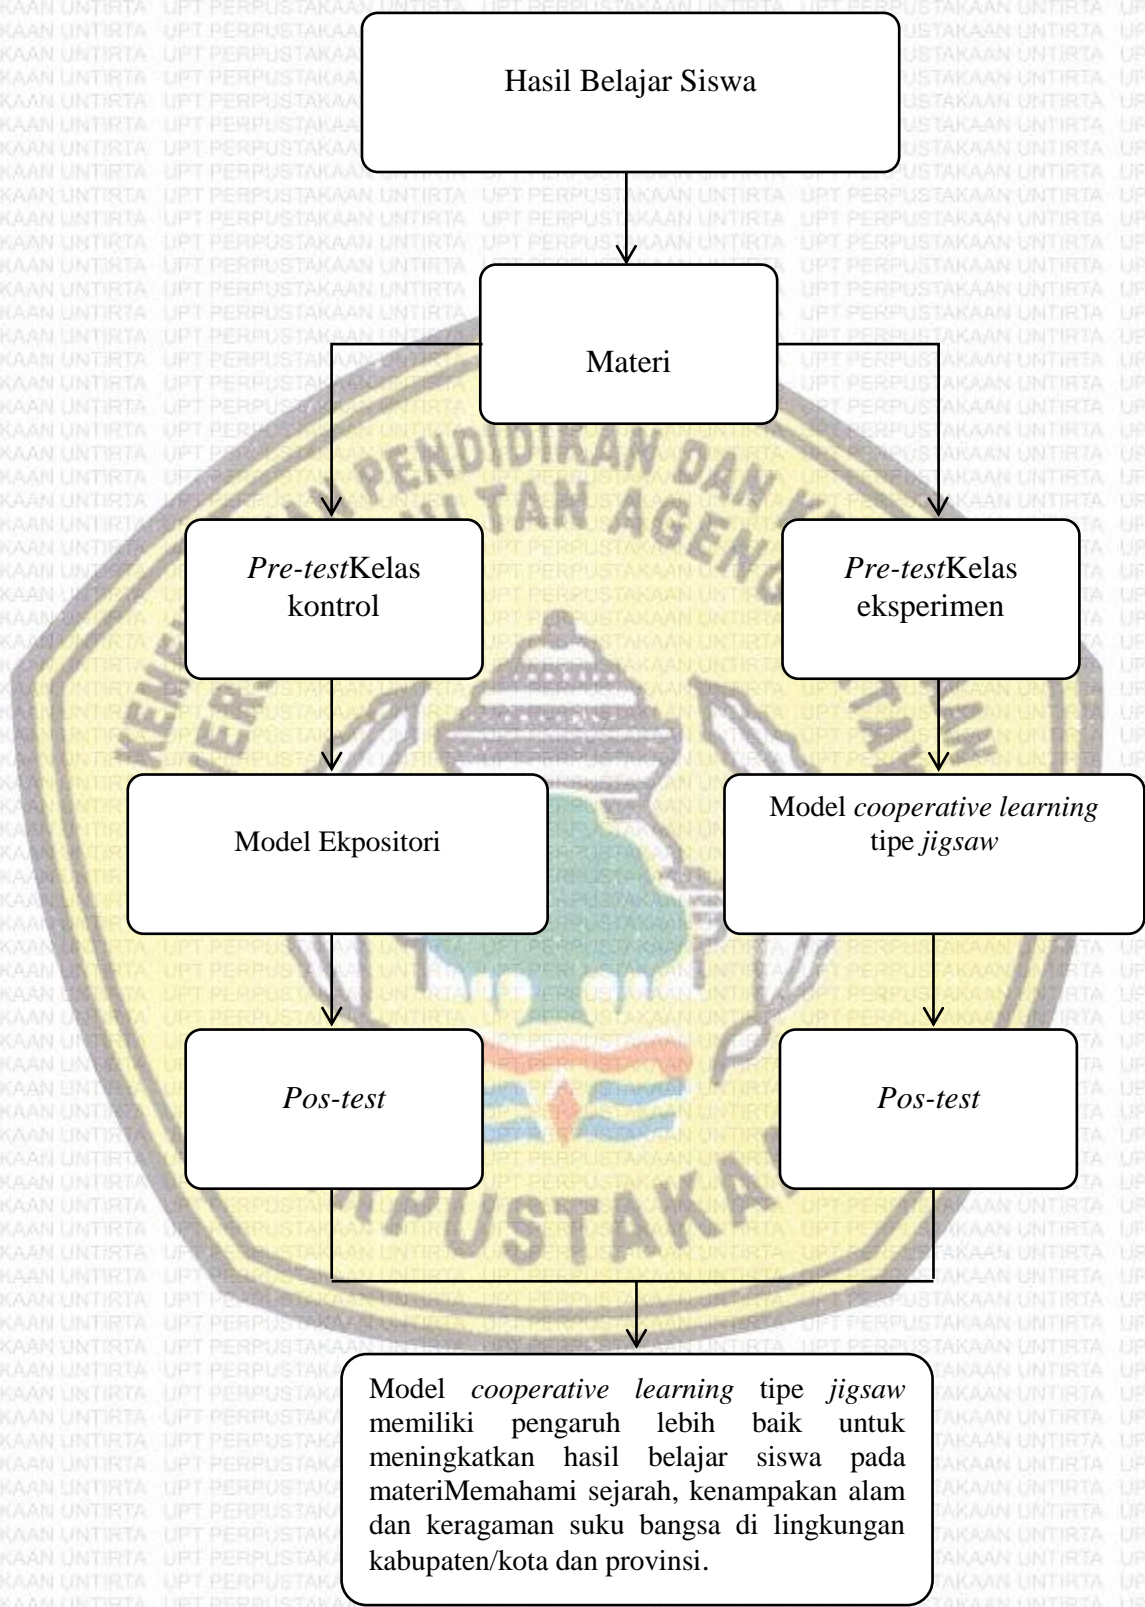 Hasil Belajar Siswa
Materi
Pre-testKelas
kontrol
Pre-testKelas
eksperimen
Model Ekpositori
Model cooperative learning
tipe jigsaw
Pos-test
Pos-test
Model cooperative learning tipe jigsaw
memiliki pengaruh lebih baik untuk
meningkatkan hasil belajar siswa pada
materiMemahami sejarah, kenampakan alam
dan keragaman suku bangsa di lingkungan
kabupaten/kota dan provinsi.